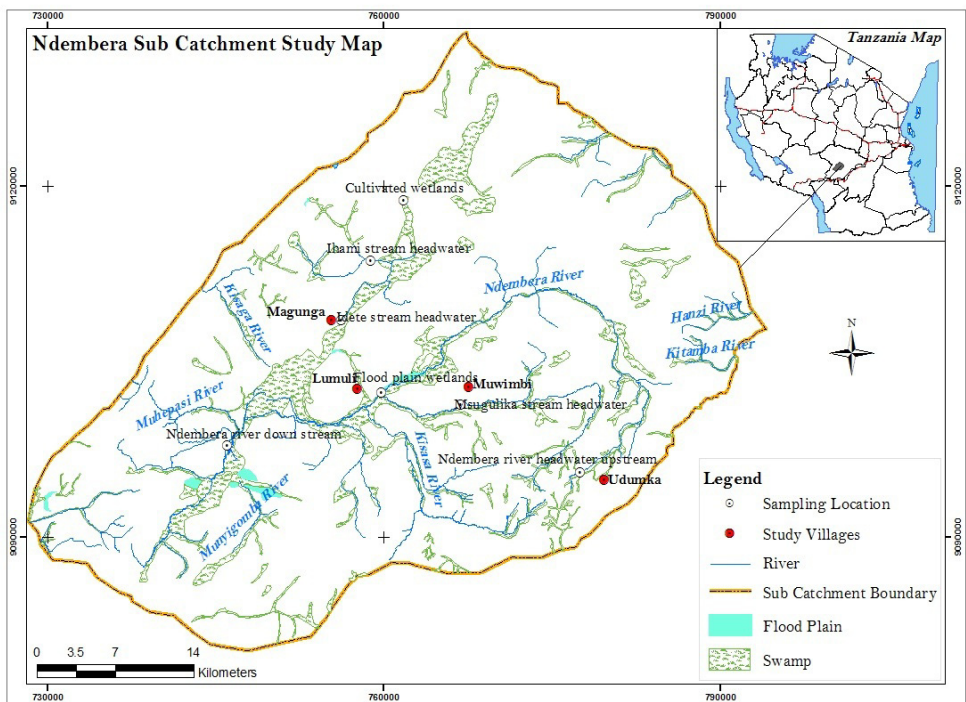 730000 760000 790000
Ndembera Sub Catchment Study Map
Tanzania Map
9120000
9120000
Cultivated wetlands
Ihami stream headwater
Ndembera River
Kisaga River
Hanzi River
Magunga
Idete stream headwater
Kitamba River
N
Lumuli
Flood plain wetlands
Muwimbi
Muhepasi River
Msugulika stream headwater
Ndembera river down stream
Kisasa River
Ndembera river headwater upstream
Udumka
Munyigombe River
9090000
9090000
Legend
Sampling Location
Study Villages
River
Sub Catchment Boundary
Flood Plain
Swamp
0 3.5 7 14
Kilometers
730000 760000 790000